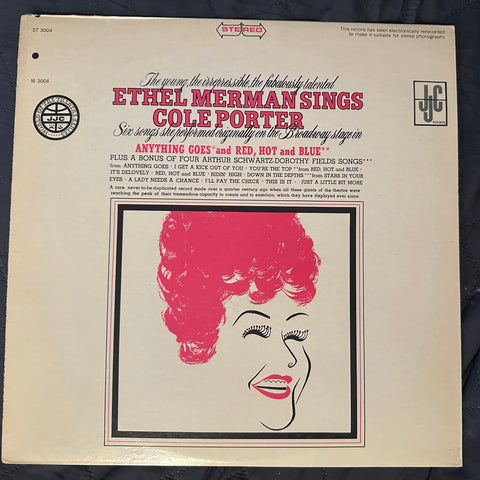 ST 3004
STEREO
This record has been electronically rerecorded
to make it suitable for stereo phonographs
M 3004
The young, the irrepressible, the fabulously talented
ETHEL MERMAN SINGS
COLE PORTER
Six songs she performed originally on the Broadway stage in
ANYTHING GOES* and RED, HOT and BLUE**
PLUS A BONUS OF FOUR ARTHUR SCHWARTZ-DOROTHY FIELDS SONGS***
*from ANYTHING GOES · I GET A KICK OUT OF YOU · YOU'RE THE TOP **from RED, HOT and BLUE ·
IT'S DELOVELY · RED, HOT and BLUE · RIDIN' HIGH · DOWN IN THE DEPTHS ***from STARS IN YOUR
EYES · A LADY NEEDS A CHANCE · I'LL PAY THE CHECK · THIS IS IT · JUST A LITTLE BIT MORE
A rare, never-to-be-duplicated record made over a quarter century ago when all these giants of the theatre were
reaching the peak of their tremendous capacity to create and to entertain, which they have displayed ever since.
JJC
RECORDS
JJC